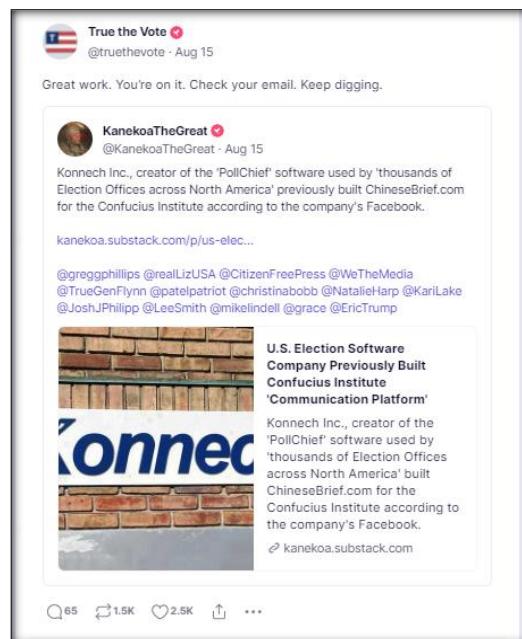 True the Vote
@truethevote · Aug 15
Great work. You're on it. Check your email. Keep digging.
KanekoaTheGreat
@KanekoaTheGreat · Aug 15
Konnech Inc., creator of the 'PollChief' software used by 'thousands of
Election Offices across North America' previously built ChineseBrief.com
for the Confucius Institute according to the company's Facebook.
kanekoa.substack.com/p/us-elec...
@greggphillips @realLizUSA @CitizenFreePress @WeTheMedia
@TrueGenFlynn @patelpatriot @christinabobb @NatalieHarp @KariLake
@JoshJPhilipp @LeeSmith @mikelindell @grace @EricTrump
Konnec
U.S. Election Software
Company Previously Built
Confucius Institute
'Communication Platform'
Konnech Inc., creator of the
'PollChief' software used by
'thousands of Election Offices
across North America' built
ChineseBrief.com for the
Confucius Institute according to
the company's Facebook.
kanekoa.substack.com
65 1.5K 2.5K